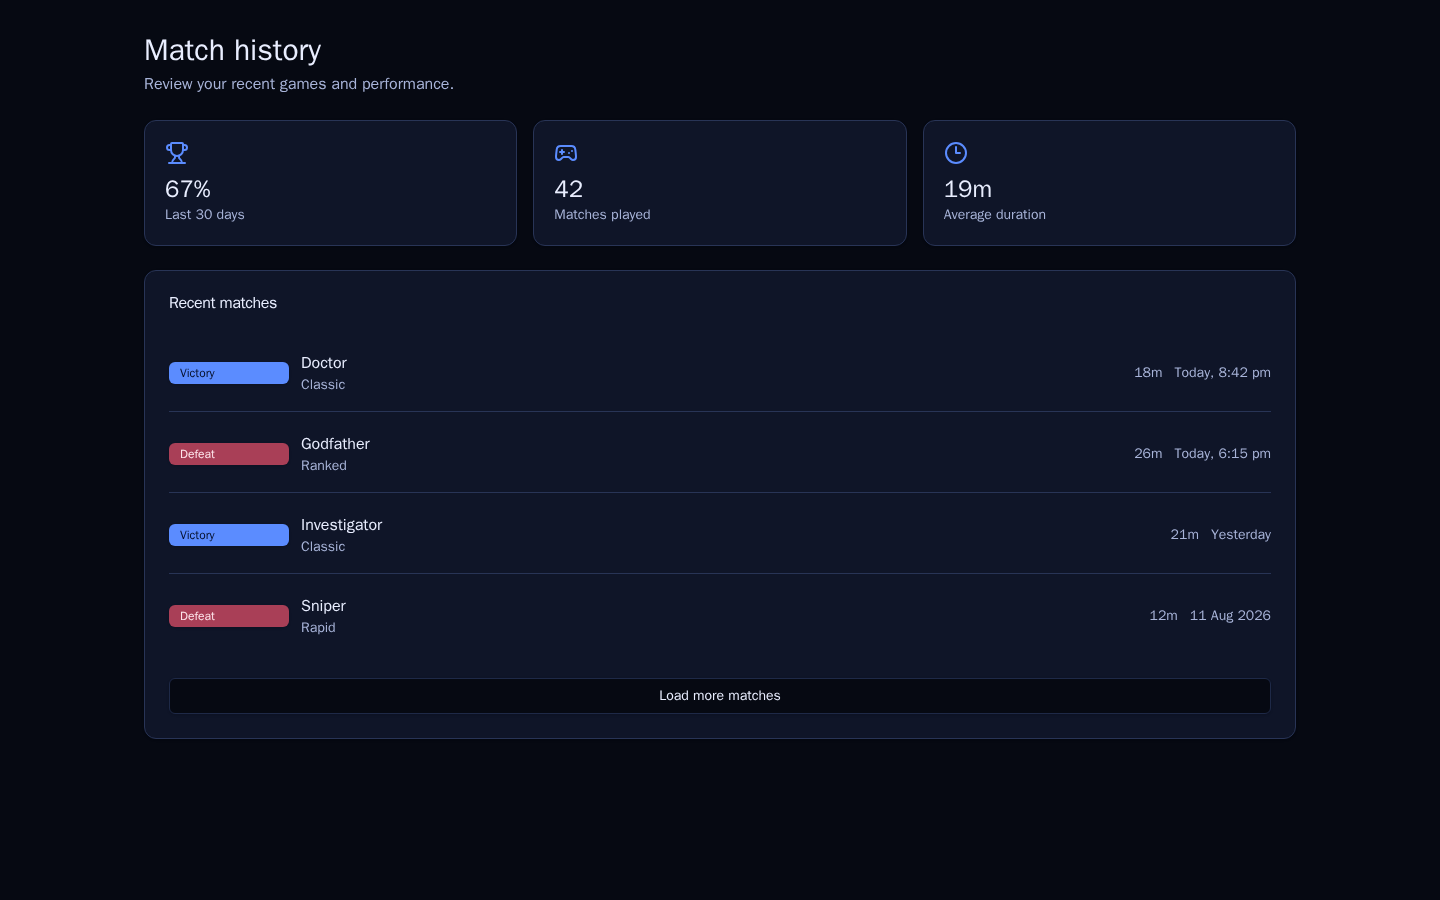 Match history
Review your recent games and performance.
67%
Last 30 days
42
Matches played
19m
Average duration
Recent matches
Victory
Doctor
Classic
18m Today, 8:42 pm
Defeat
Godfather
Ranked
26m Today, 6:15 pm
Victory
Investigator
Classic
21m Yesterday
Defeat
Sniper
Rapid
12m 11 Aug 2026
Load more matches